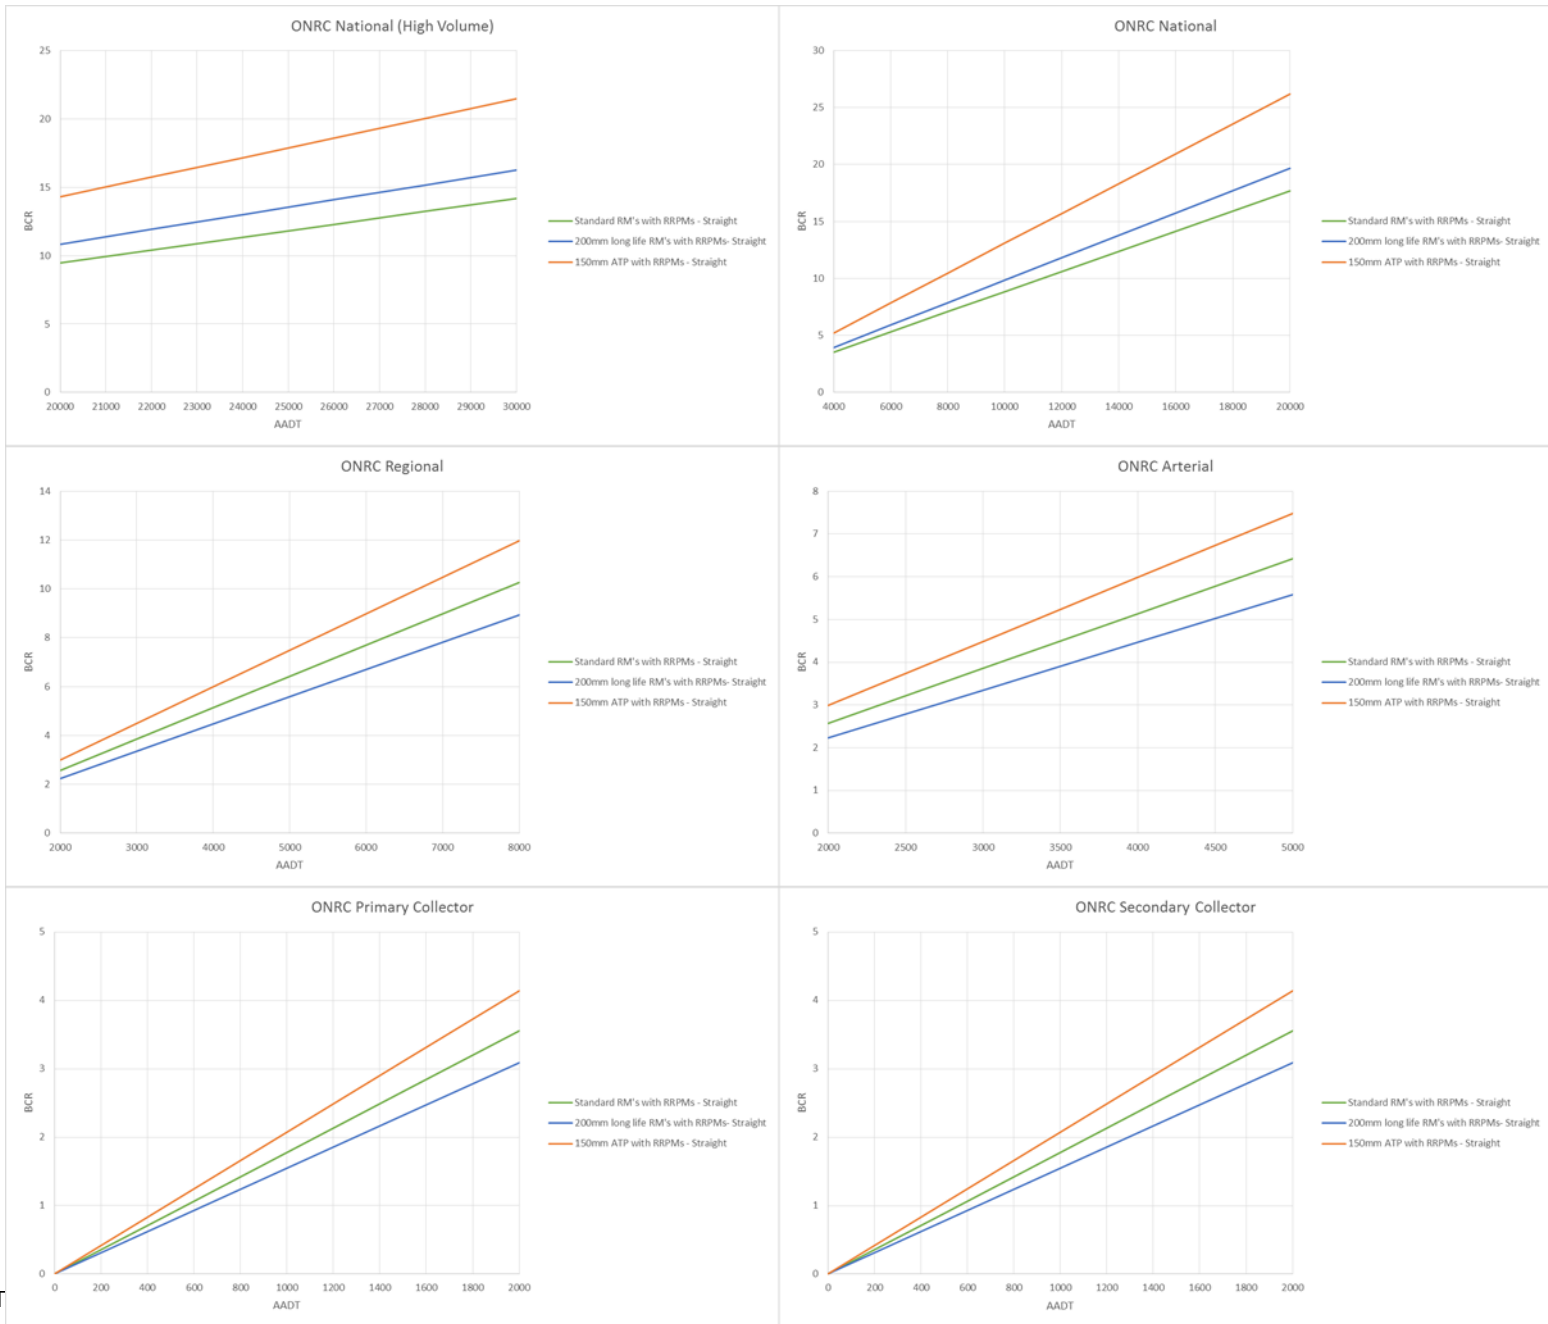 ONRC National (High Volume)
25
20
15
10
5
0
BCR
20000 21000 22000 23000 24000 25000 26000 27000 28000 29000 30000
AADT
Standard RM's with RRPMs - Straight
200mm long life RM's with RRPMs- Straight
150mm ATP with RRPMs - Straight
ONRC National
30
25
20
15
10
5
0
BCR
4000 6000 8000 10000 12000 14000 16000 18000 20000
AADT
Standard RM's with RRPMs - Straight
200mm long life RM's with RRPMs- Straight
150mm ATP with RRPMs - Straight
ONRC Regional
14
12
10
8
6
4
2
0
BCR
2000 3000 4000 5000 6000 7000 8000
AADT
Standard RM's with RRPMs - Straight
200mm long life RM's with RRPMs- Straight
150mm ATP with RRPMs - Straight
ONRC Arterial
8
7
6
5
4
3
2
1
0
BCR
2000 2500 3000 3500 4000 4500 5000
AADT
Standard RM's with RRPMs - Straight
200mm long life RM's with RRPMs- Straight
150mm ATP with RRPMs - Straight
ONRC Primary Collector
5
4
3
2
1
0
BCR
0 200 400 600 800 1000 1200 1400 1600 1800 2000
AADT
Standard RM's with RRPMs - Straight
200mm long life RM's with RRPMs- Straight
150mm ATP with RRPMs - Straight
ONRC Secondary Collector
5
4
3
2
1
0
BCR
0 200 400 600 800 1000 1200 1400 1600 1800 2000
AADT
Standard RM's with RRPMs - Straight
200mm long life RM's with RRPMs- Straight
150mm ATP with RRPMs - Straight